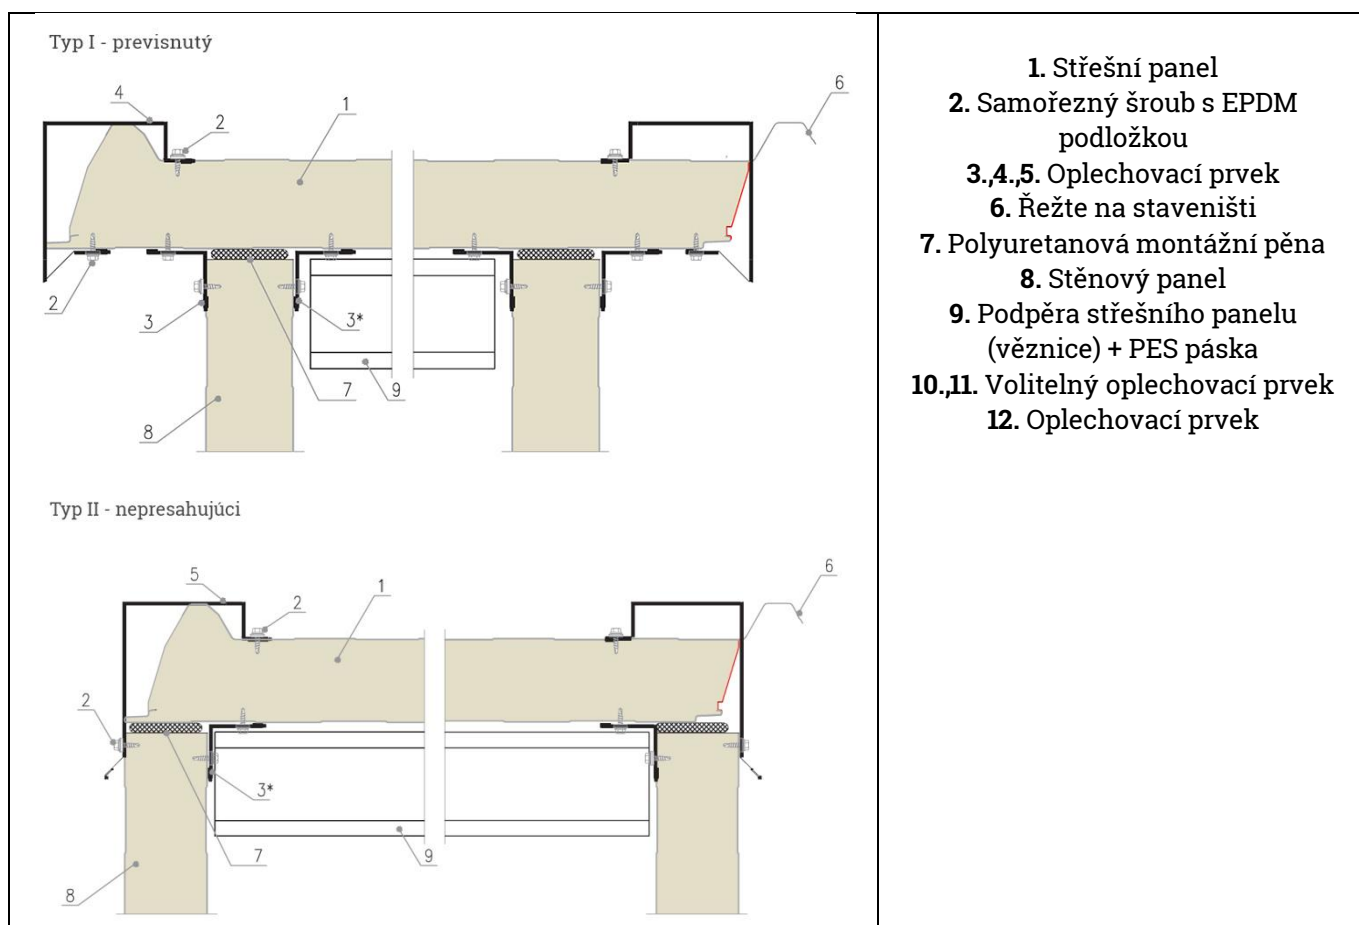 Typ I - previsnutý
4
2
1
6
2
3
3*
7
9
8
Typ II - nepresahujúci
5
2
1
6
2
3*
7
9
8
1. Střešní panel
2. Samořezný šroub s EPDM
podložkou
3.,4.,5. Oplechovací prvek
6. Řežte na staveništi
7. Polyuretanová montážní pěna
8. Stěnový panel
9. Podpěra střešního panelu
(věznice) + PES páska
10.,11. Volitelný oplechovací prvek
12. Oplechovací prvek